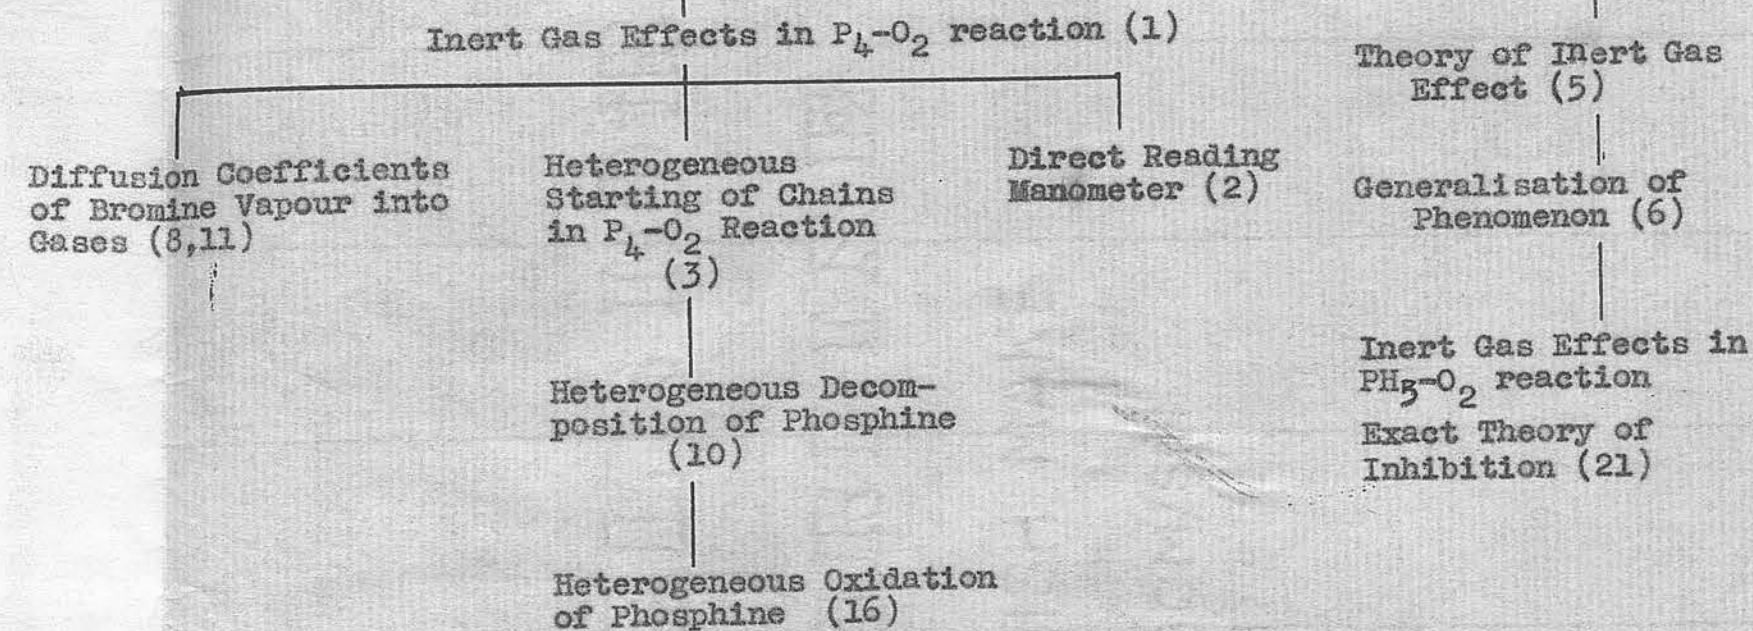 Inert Gas Effects in P4-O2 reaction (1)
Diffusion Coefficients
of Bromine Vapour into
Gases (8,11)
Heterogeneous
Starting of Chains
in P4-O2 Reaction
(3)
Heterogeneous Decom-
position of Phosphine
(10)
Heterogeneous Oxidation
of Phosphine (16)
Direct Reading
Manometer (2)
Theory of Inert Gas
Effect (5)
Generalisation of
Phenomenon (6)
Inert Gas Effects in
PH3-O2 reaction
Exact Theory of
Inhibition (21)